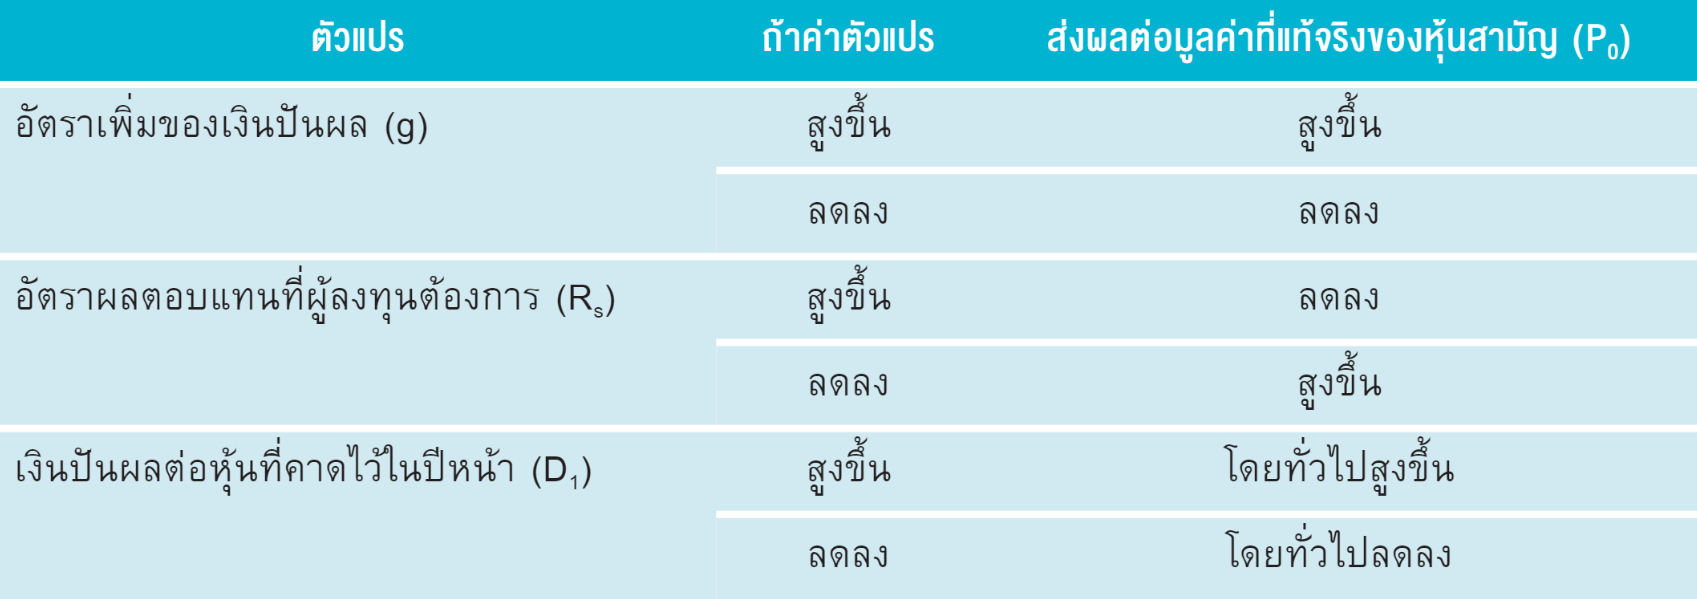 ตัวแปร ถ้าค่าตัวแปร ส่งผลต่อมูลค่าที่แท้จริงของหุ้นสามัญ (P₀)
อัตราเพิ่มของเงินปันผล (g) สูงขึ้น สูงขึ้น
ลดลง ลดลง
อัตราผลตอบแทนที่ผู้ลงทุนต้องการ (Rₛ) สูงขึ้น ลดลง
ลดลง สูงขึ้น
เงินปันผลต่อหุ้นที่คาดไว้ในปีหน้า (D₁) สูงขึ้น โดยทั่วไปสูงขึ้น
ลดลง โดยทั่วไปลดลง